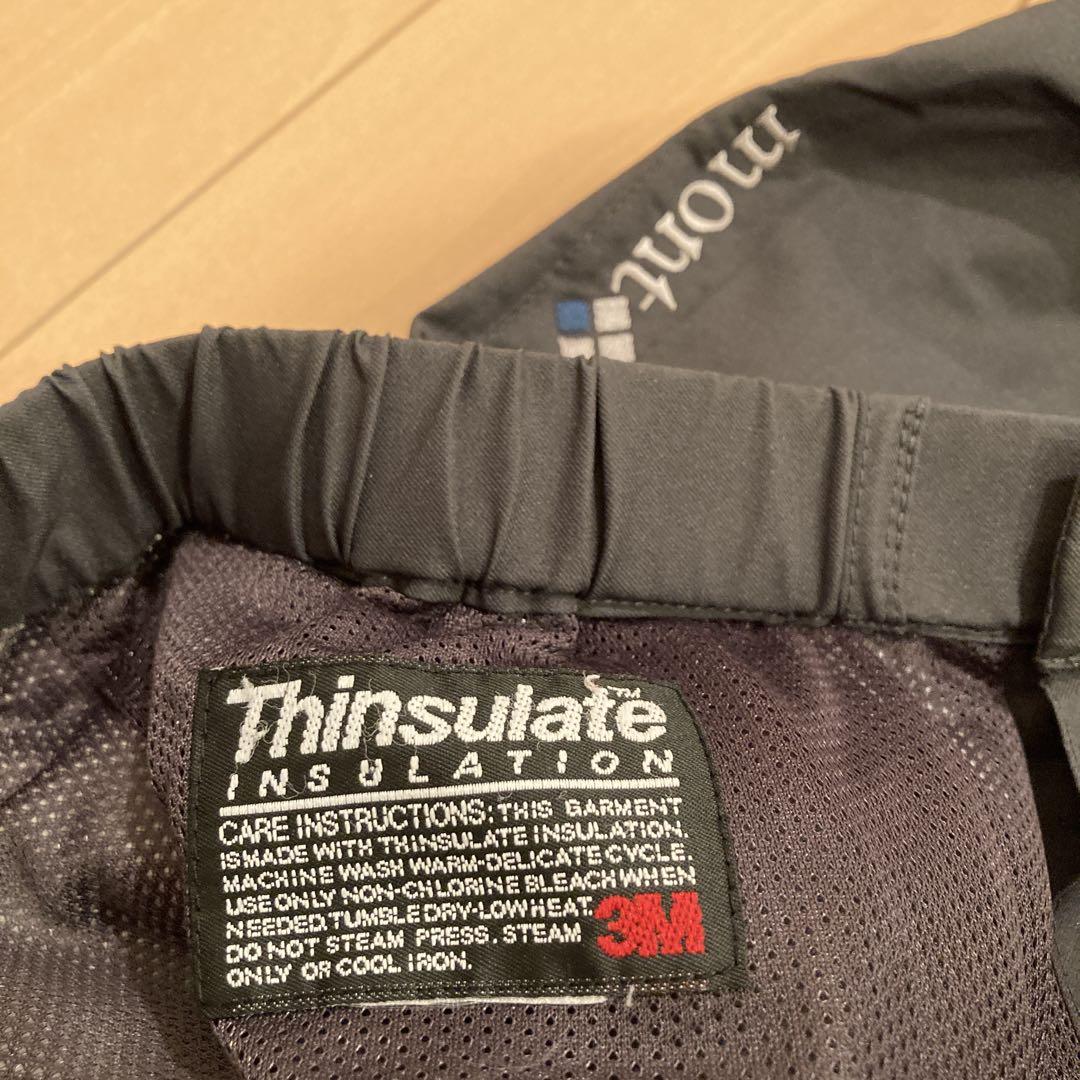 mont
Thinsulate™
INSULATION
CARE INSTRUCTIONS: THIS GARMENT
IS MADE WITH THINSULATE INSULATION.
MACHINE WASH WARM-DELICATE CYCLE.
USE ONLY NON-CHLORINE BLEACH WHEN
NEEDED. TUMBLE DRY-LOW HEAT.
DO NOT STEAM PRESS. STEAM
ONLY OR COOL IRON.
3M